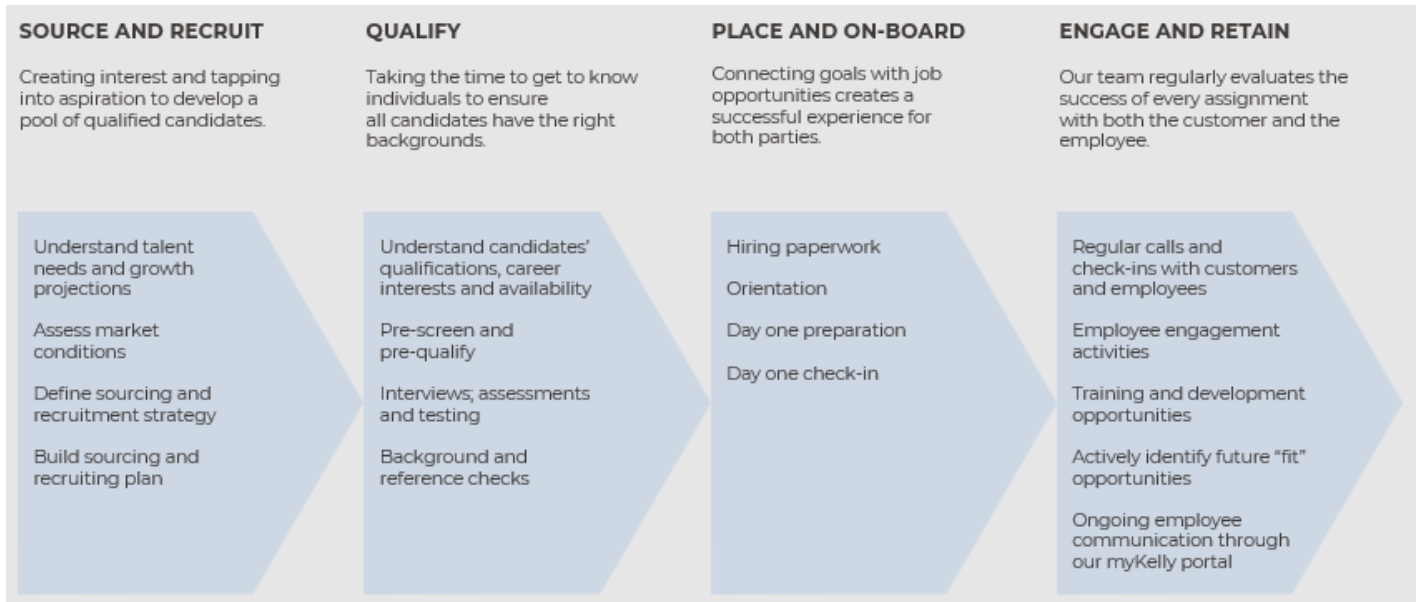 SOURCE AND RECRUIT
Creating interest and tapping
into aspiration to develop a
pool of qualified candidates.
Understand talent
needs and growth
projections
Assess market
conditions
Define sourcing and
recruitment strategy
Build sourcing and
recruiting plan
QUALIFY
Taking the time to get to know
individuals to ensure
all candidates have the right
backgrounds.
Understand candidates’
qualifications, career
interests and availability
Pre-screen and
pre-qualify
Interviews; assessments
and testing
Background and
reference checks
PLACE AND ON-BOARD
Connecting goals with job
opportunities creates a
successful experience for
both parties.
Hiring paperwork
Orientation
Day one preparation
Day one check-in
ENGAGE AND RETAIN
Our team regularly evaluates the
success of every assignment
with both the customer and the
employee.
Regular calls and
check-ins with customers
and employees
Employee engagement
activities
Training and development
opportunities
Actively identify future “fit”
opportunities
Ongoing employee
communication through
our myKelly portal